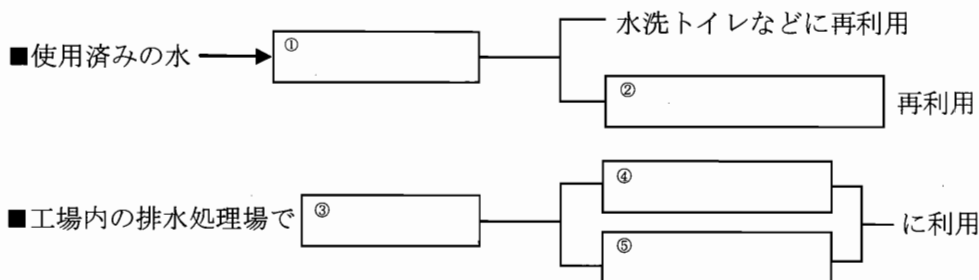 水洗トイレなどに再利用
■使用済みの水
①
②
再利用
■工場内の排水処理場で
③
④
⑤
に利用